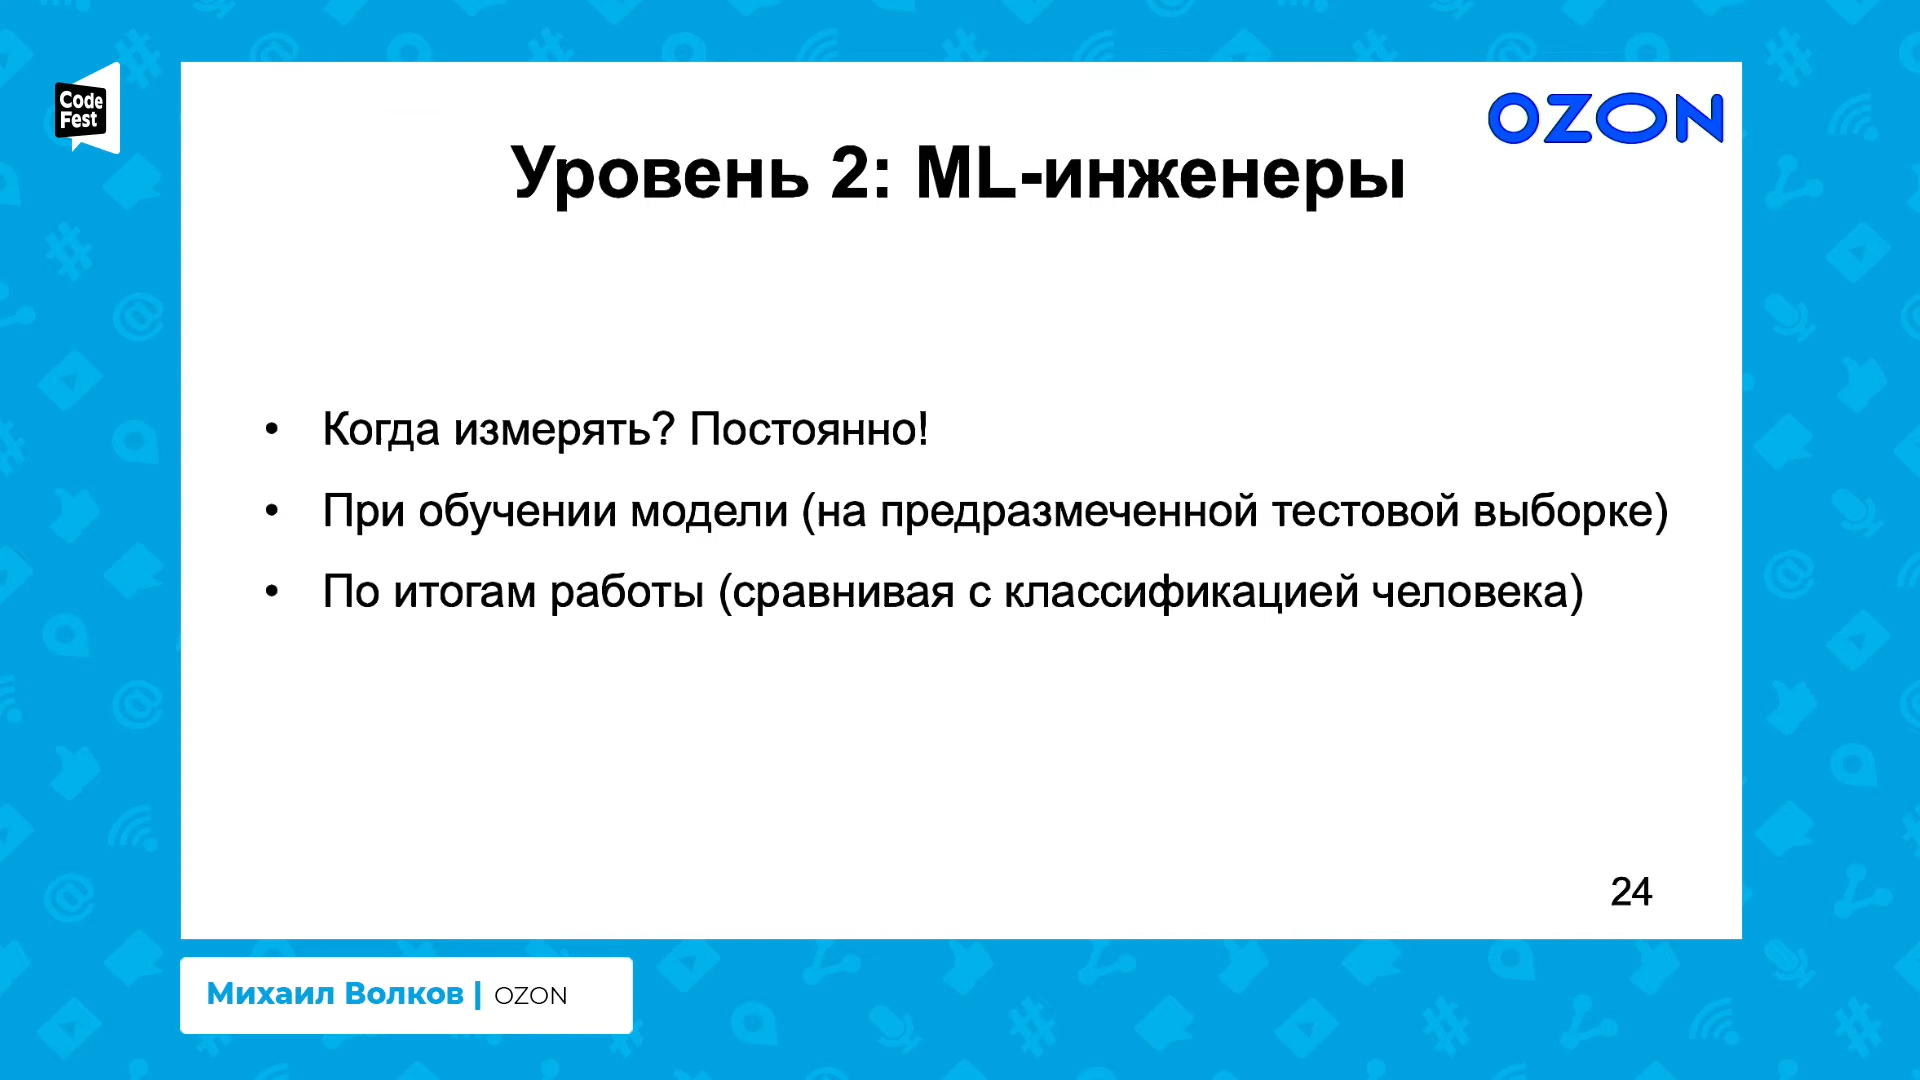 Code
Fest
OZON
Уровень 2: ML-инженеры
• Когда измерять? Постоянно!
• При обучении модели (на предразмеченной тестовой выборке)
• По итогам работы (сравнивая с классификацией человека)
24
Михаил Волков | OZON